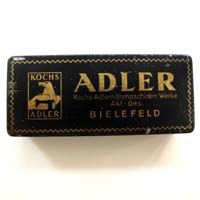 KOCHS
ADLER
ADLER
Kochs Adlernähmaschinen Werke
Akt. Ges.
BIELEFELD